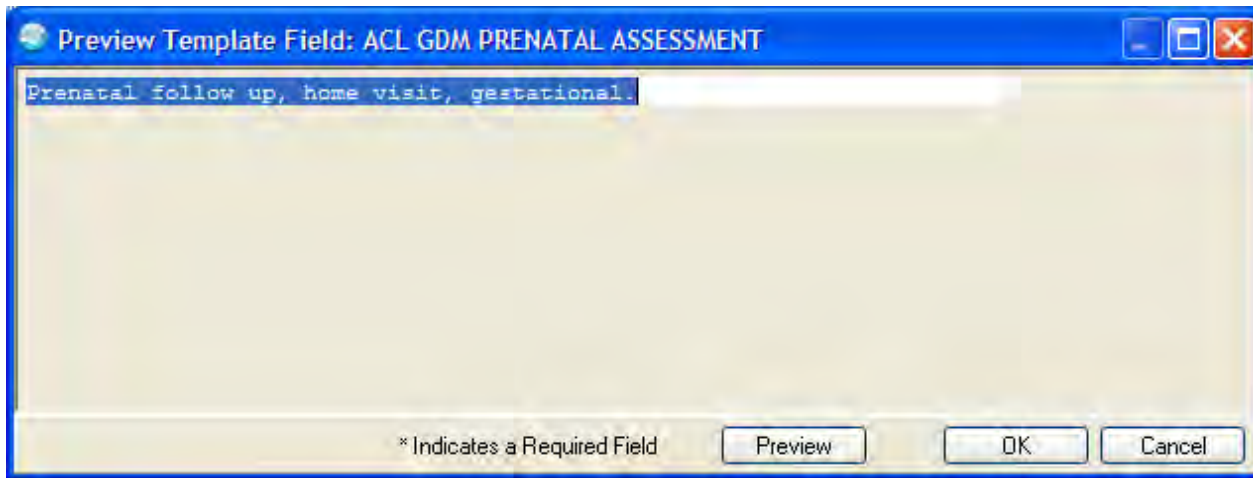 Preview Template Field: ACL GDM PRENATAL ASSESSMENT
Prenatal follow up, home visit, gestational.
* Indicates a Required Field Preview OK Cancel